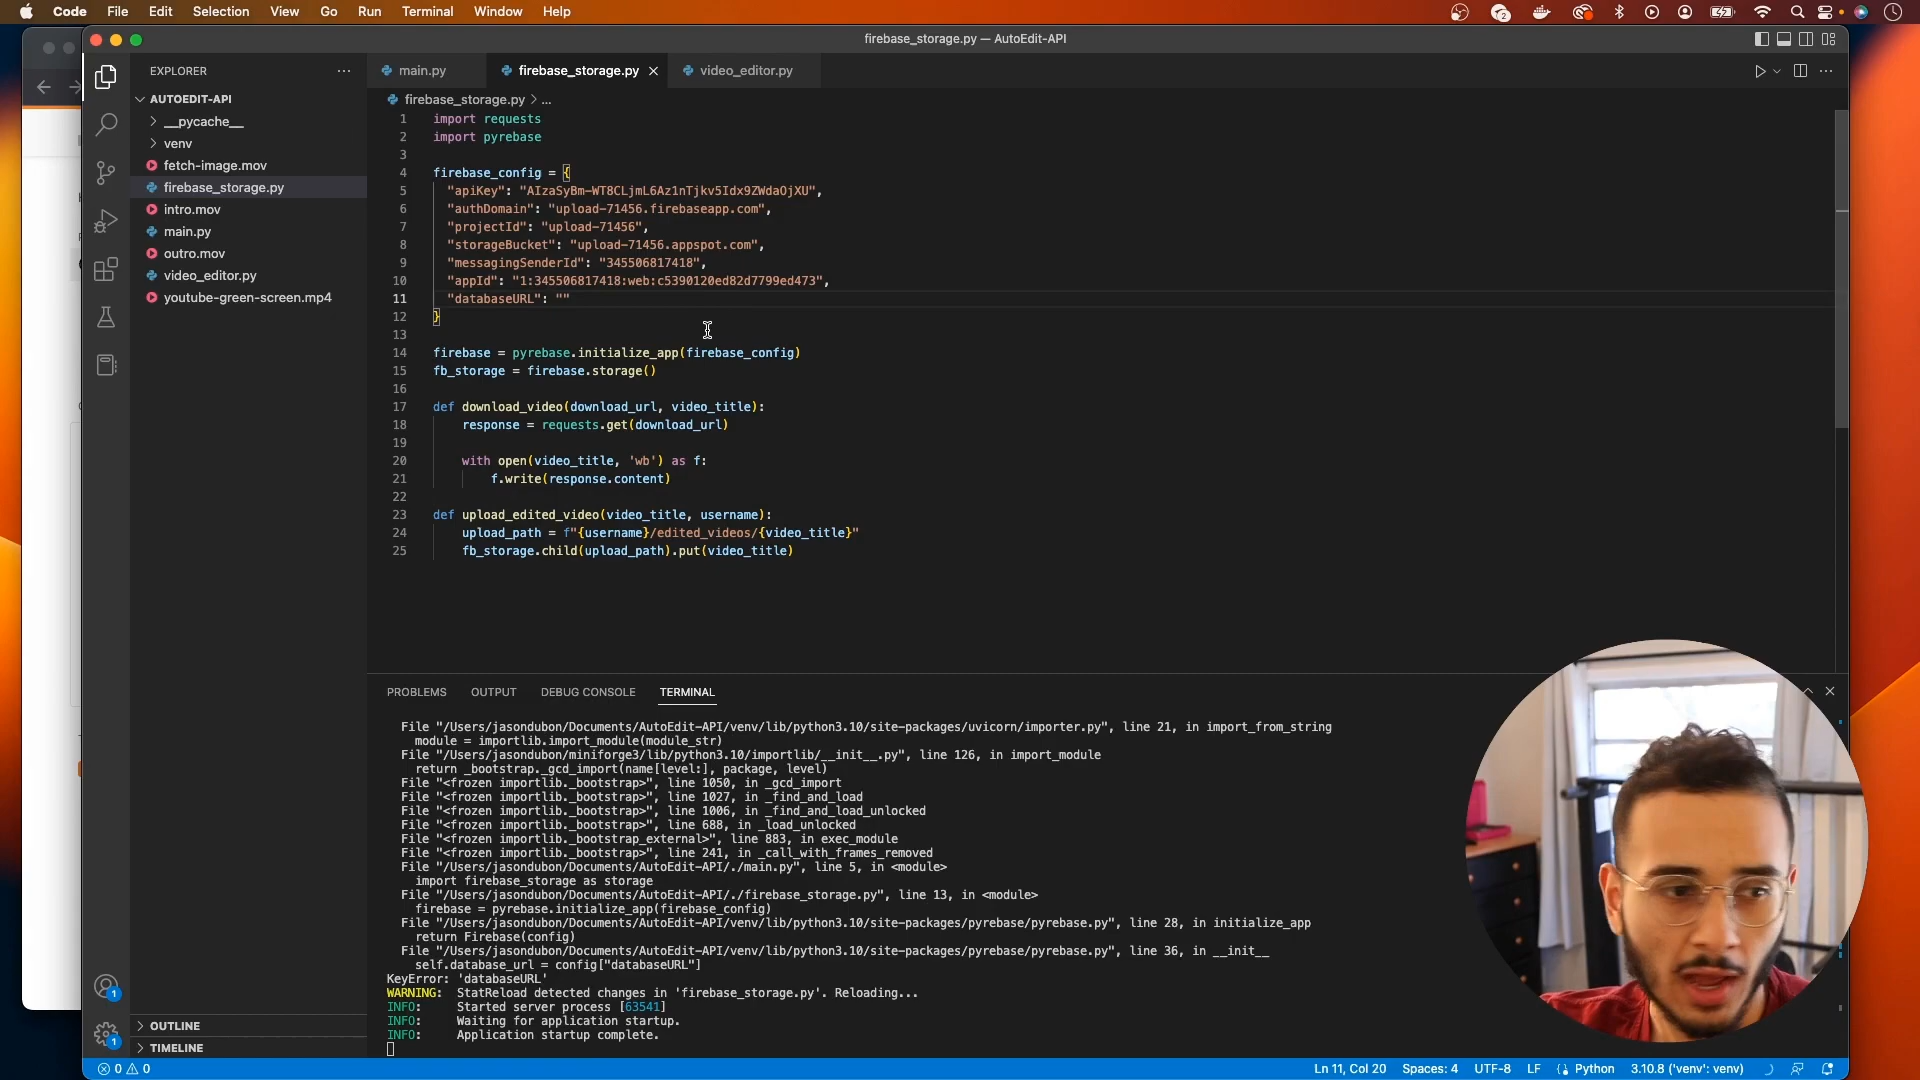 Code File Edit Selection View Go Run Terminal Window Help
firebase_storage.py — AutoEdit-API
EXPLORER
AUTOEDIT-API
__pycache__
venv
fetch-image.mov
firebase_storage.py
intro.mov
main.py
outro.mov
video_editor.py
youtube-green-screen.mp4
OUTLINE
TIMELINE
main.py firebase_storage.py video_editor.py
firebase_storage.py > ...
1 import requests
2 import pyrebase
3
4 firebase_config = {
5 "apiKey": "AIzaSyBm-WT8CLjmL6Az1nTjkv5Idx9ZWdaOjXU",
6 "authDomain": "upload-71456.firebaseapp.com",
7 "projectId": "upload-71456",
8 "storageBucket": "upload-71456.appspot.com",
9 "messagingSenderId": "345506817418",
10 "appId": "1:345506817418:web:c5390120ed82d7799ed473",
11 "databaseURL": ""
12 }
13
14 firebase = pyrebase.initialize_app(firebase_config)
15 fb_storage = firebase.storage()
16
17 def download_video(download_url, video_title):
18 response = requests.get(download_url)
19
20 with open(video_title, 'wb') as f:
21 f.write(response.content)
22
23 def upload_edited_video(video_title, username):
24 upload_path = f"{username}/edited_videos/{video_title}"
25 fb_storage.child(upload_path).put(video_title)
PROBLEMS OUTPUT DEBUG CONSOLE TERMINAL
File "/Users/jasondubon/Documents/AutoEdit-API/venv/lib/python3.10/site-packages/uvicorn/importer.py", line 21, in import_from_string
module = importlib.import_module(module_str)
File "/Users/jasondubon/miniforge3/lib/python3.10/importlib/__init__.py", line 126, in import_module
return _bootstrap._gcd_import(name[level:], package, level)
File "<frozen importlib._bootstrap>", line 1050, in _gcd_import
File "<frozen importlib._bootstrap>", line 1027, in _find_and_load
File "<frozen importlib._bootstrap>", line 1006, in _find_and_load_unlocked
File "<frozen importlib._bootstrap>", line 688, in _load_unlocked
File "<frozen importlib._bootstrap_external>", line 883, in exec_module
File "<frozen importlib._bootstrap>", line 241, in _call_with_frames_removed
File "/Users/jasondubon/Documents/AutoEdit-API/./main.py", line 5, in <module>
import firebase_storage as storage
File "/Users/jasondubon/Documents/AutoEdit-API/./firebase_storage.py", line 13, in <module>
firebase = pyrebase.initialize_app(firebase_config)
File "/Users/jasondubon/Documents/AutoEdit-API/venv/lib/python3.10/site-packages/pyrebase/pyrebase.py", line 28, in initialize_app
return Firebase(config)
File "/Users/jasondubon/Documents/AutoEdit-API/venv/lib/python3.10/site-packages/pyrebase/pyrebase.py", line 36, in __init__
self.database_url = config["databaseURL"]
KeyError: 'databaseURL'
WARNING: StatReload detected changes in 'firebase_storage.py'. Reloading...
INFO: Started server process [63541]
INFO: Waiting for application startup.
INFO: Application startup complete.
0 0 Ln 11, Col 20 Spaces: 4 UTF-8 LF Python 3.10.8 ('venv': venv)